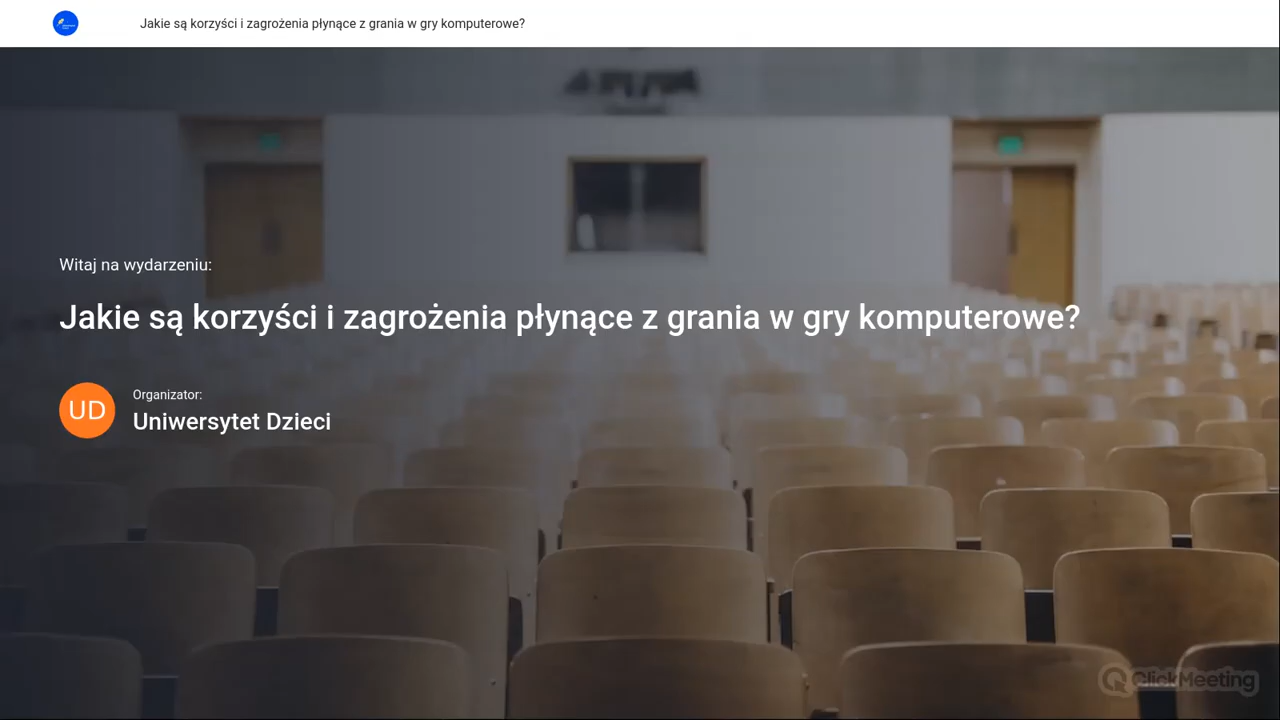 Jakie są korzyści i zagrożenia płynące z grania w gry komputerowe?
Witaj na wydarzeniu:
Jakie są korzyści i zagrożenia płynące z grania w gry komputerowe?
UD
Organizator:
Uniwersytet Dzieci
ClickMeeting